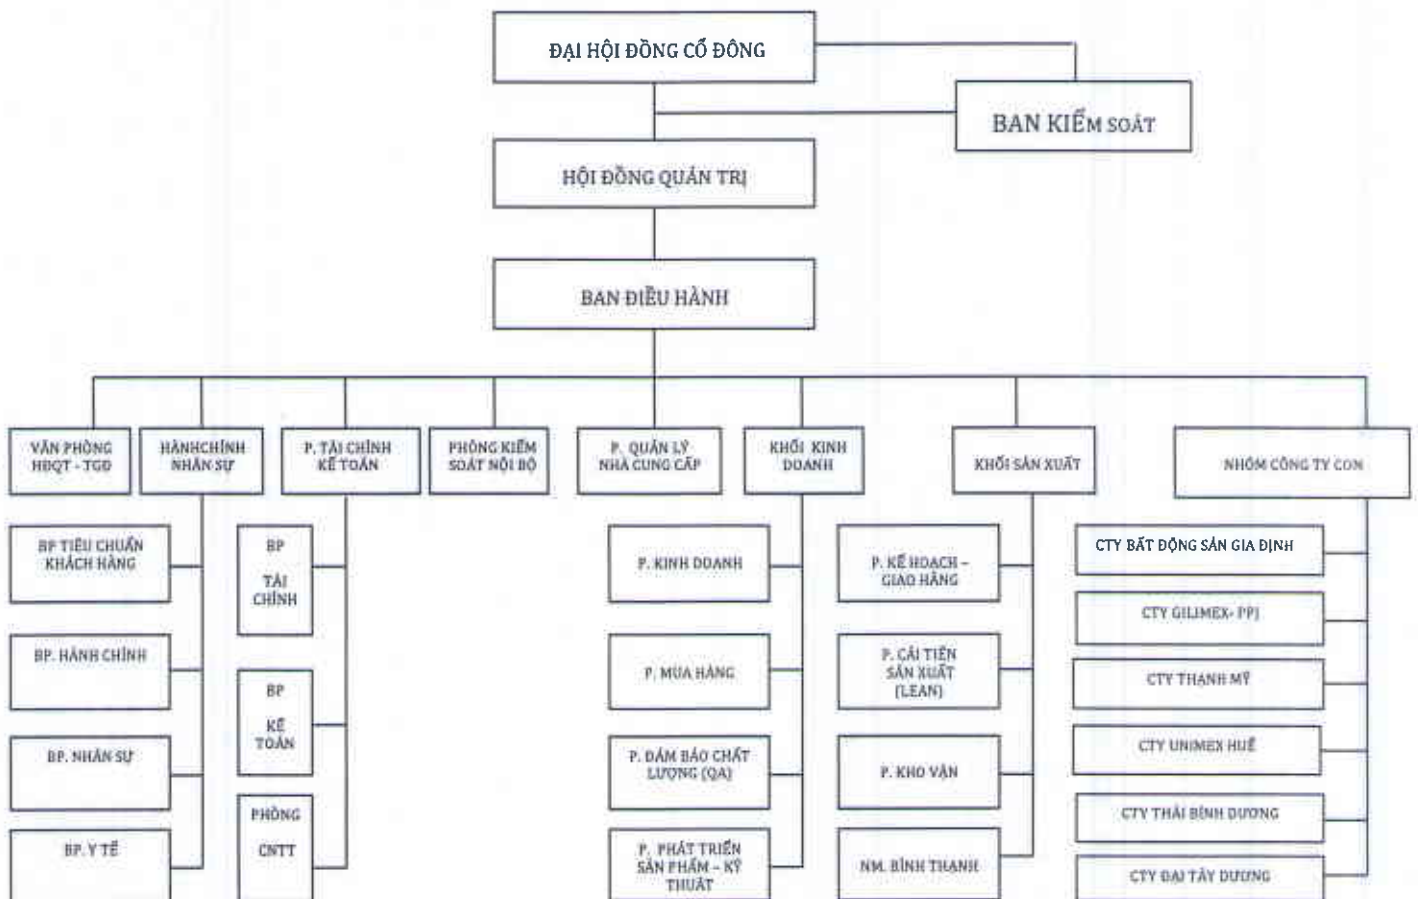 ĐẠI HỘI ĐỒNG CỔ ĐÔNG
BAN KIỂM SOÁT
HỘI ĐỒNG QUẢN TRỊ
BAN ĐIỀU HÀNH
VĂN PHÒNG
HĐQT - TGĐ
HÀNHCHÍNH
NHÂN SỰ
P. TÀI CHÍNH
KẾ TOÁN
PHÒNG KIỂM
SOÁT NỘI BỘ
P. QUẢN LÝ
NHÀ CUNG CẤP
KHỐI KINH
DOANH
KHỐI SẢN XUẤT
NHÓM CÔNG TY CON
BP TIÊU CHUẨN
KHÁCH HÀNG
BP. HÀNH CHÍNH
BP. NHÂN SỰ
BP. Y TẾ
BP
TÀI
CHÍNH
BP
KẾ
TOÁN
PHÒNG
CNTT
P. KINH DOANH
P. MUA HÀNG
P. ĐẢM BẢO CHẤT
LƯỢNG (QA)
P. PHÁT TRIỂN
SẢN PHẨM – KỸ
THUẬT
P. KẾ HOẠCH –
GIAO HÀNG
P. CẢI TIẾN
SẢN XUẤT
(LEAN)
P. KHO VẬN
NM. BÌNH THẠNH
CTY BẤT ĐỘNG SẢN GIA ĐỊNH
CTY GILIMEX- PPJ
CTY THẠNH MỸ
CTY UNIMEX HUẾ
CTY THÁI BÌNH DƯƠNG
CTY ĐẠI TÂY DƯƠNG